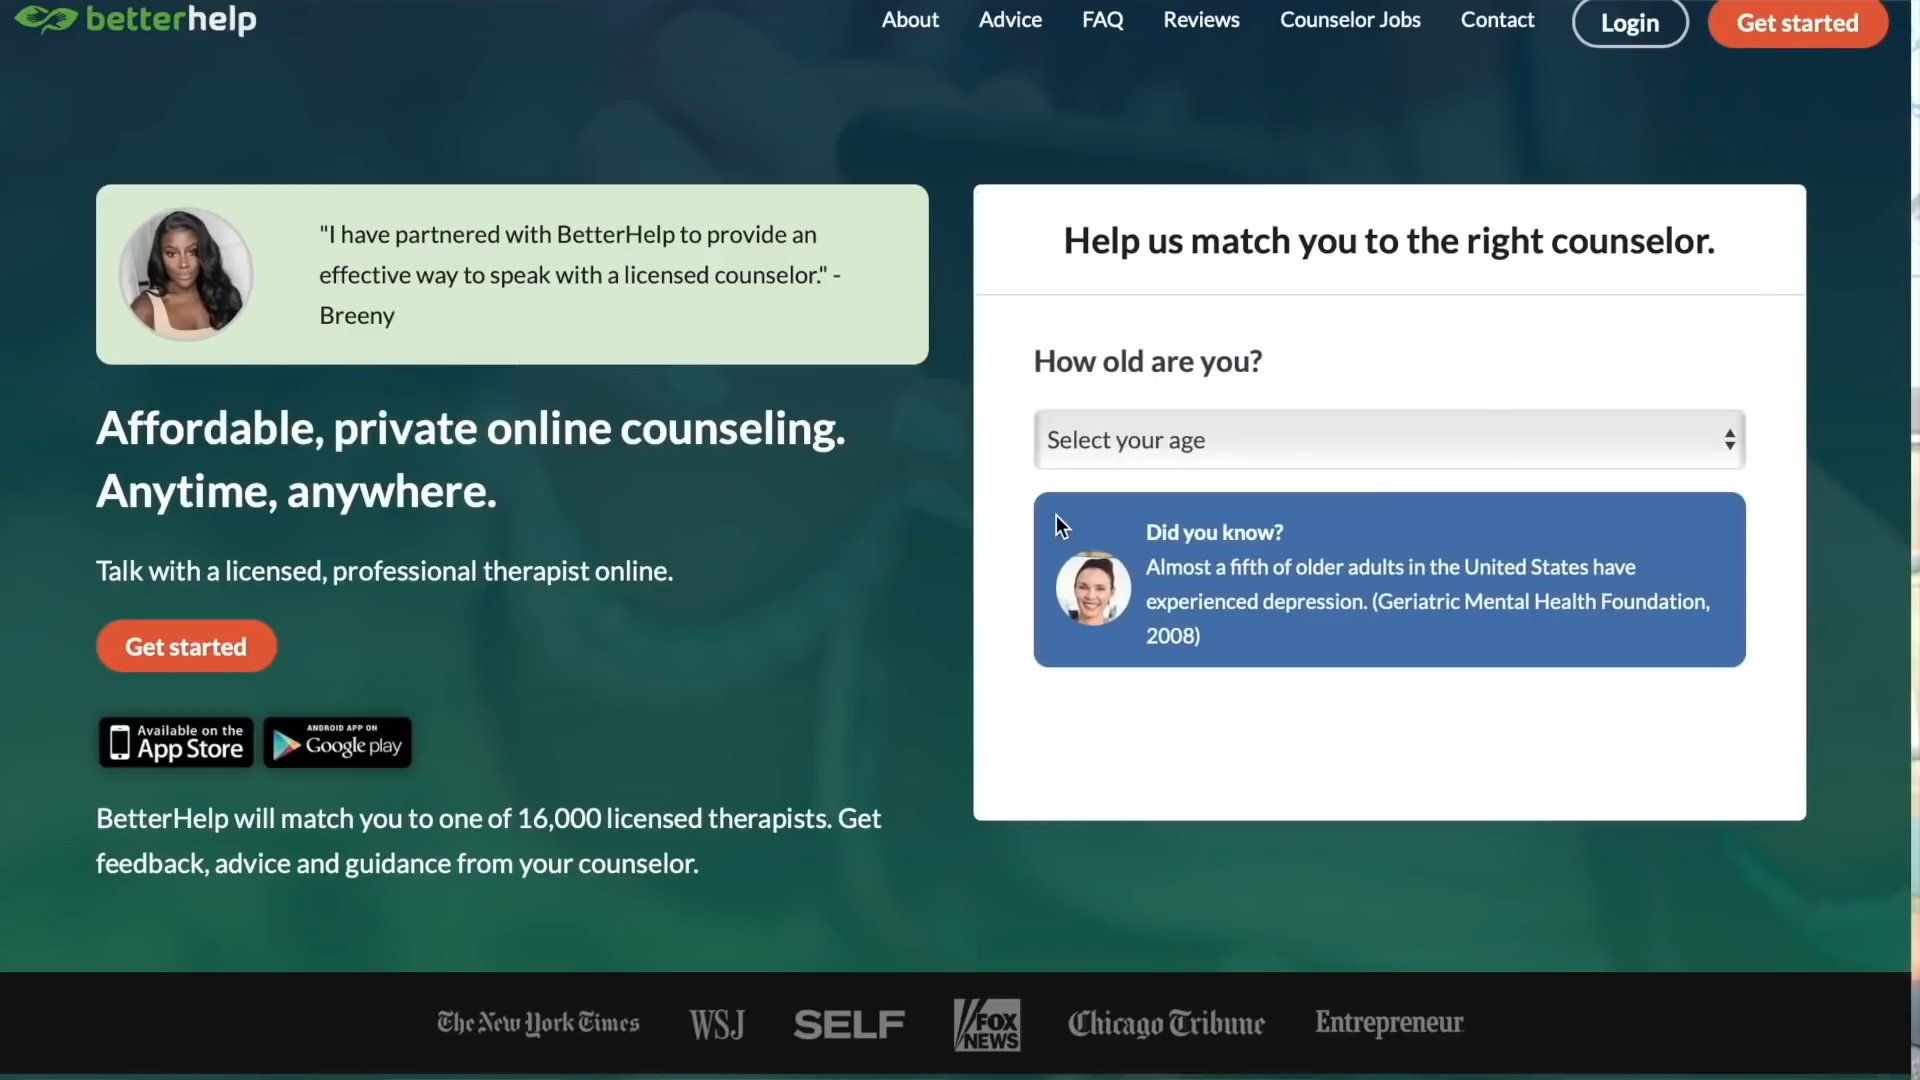 betterhelp
About Advice FAQ Reviews Counselor Jobs Contact Login Get started
"I have partnered with BetterHelp to provide an
effective way to speak with a licensed counselor." -
Breeny
Affordable, private online counseling.
Anytime, anywhere.
Talk with a licensed, professional therapist online.
Get started
Available on the
App Store
ANDROID APP ON
Google play
BetterHelp will match you to one of 16,000 licensed therapists. Get
feedback, advice and guidance from your counselor.
Help us match you to the right counselor.
How old are you?
Select your age
Did you know?
Almost a fifth of older adults in the United States have
experienced depression. (Geriatric Mental Health Foundation,
2008)
The New York Times
WSJ
SELF
FOX
NEWS
Chicago Tribune
Entrepreneur